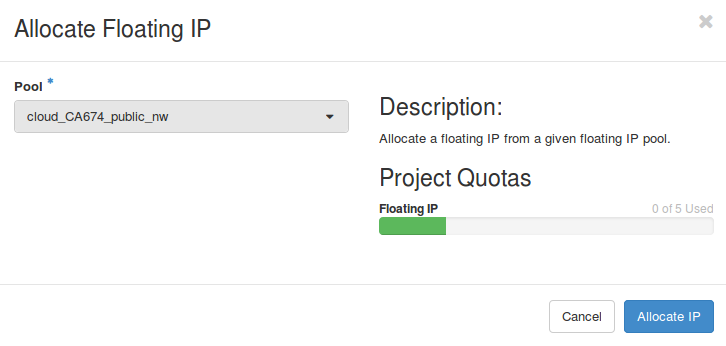 Allocate Floating IP
×
Pool *
cloud_CA674_public_nw
Description:
Allocate a floating IP from a given floating IP pool.
Project Quotas
Floating IP 0 of 5 Used
Cancel Allocate IP